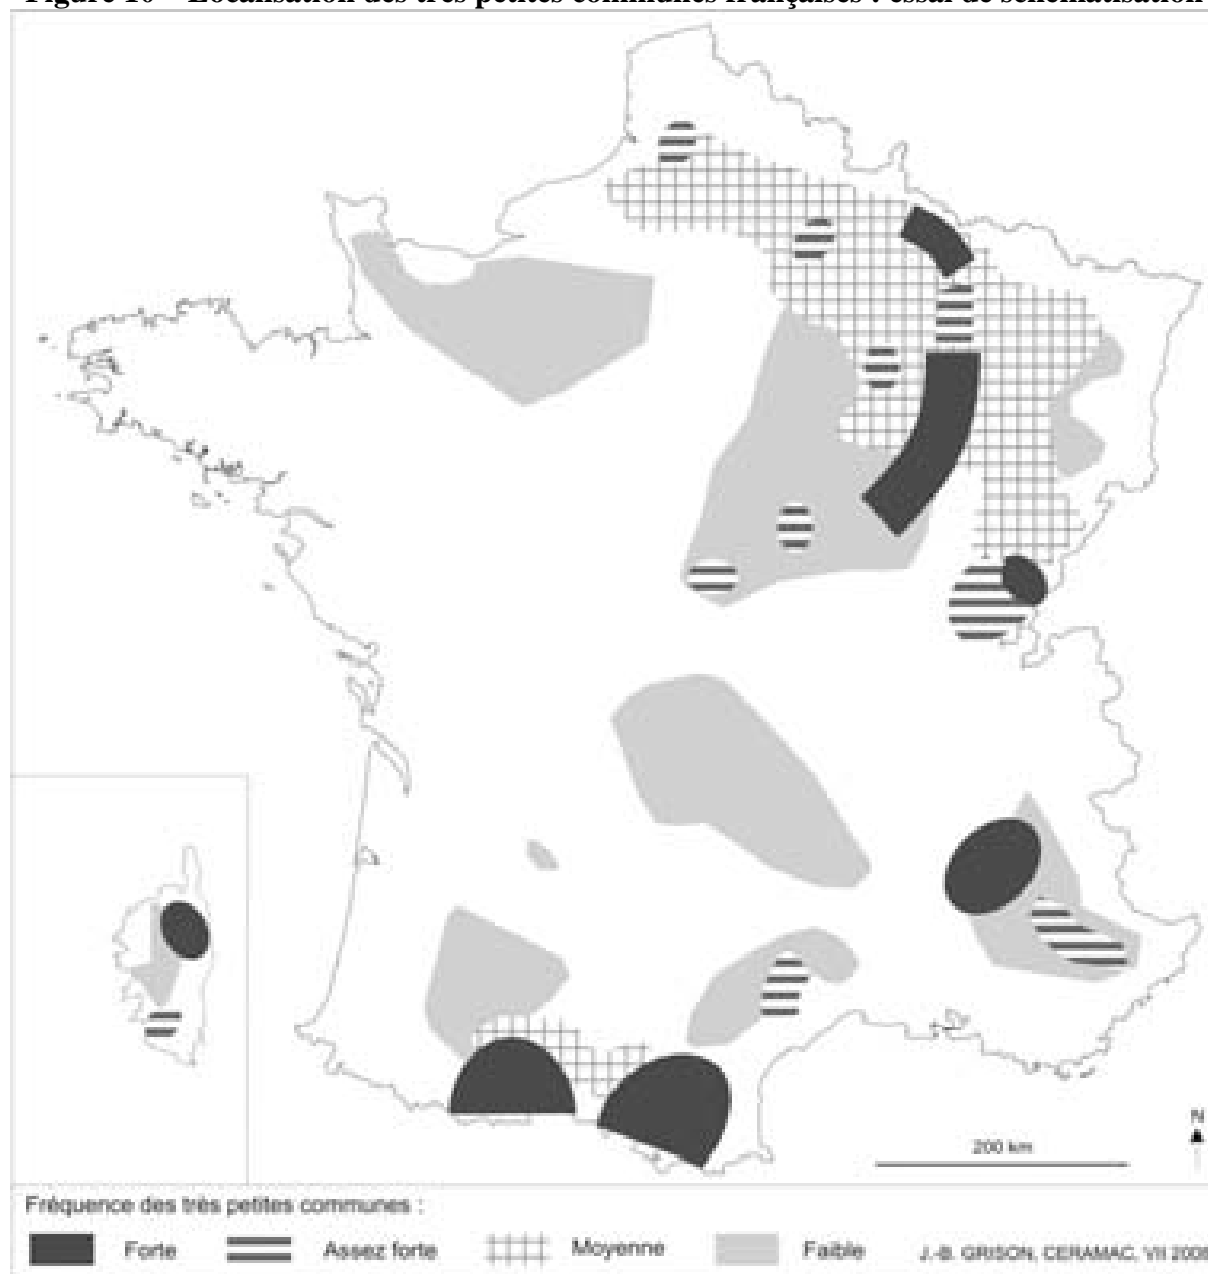 Figure 10 – Localisation des très petites communes françaises : essai de schématisation
N
200 km
Fréquence des très petites communes :
Forte Assez forte Moyenne Faible J.-B. GRISON, CERAMAC, VII 2008